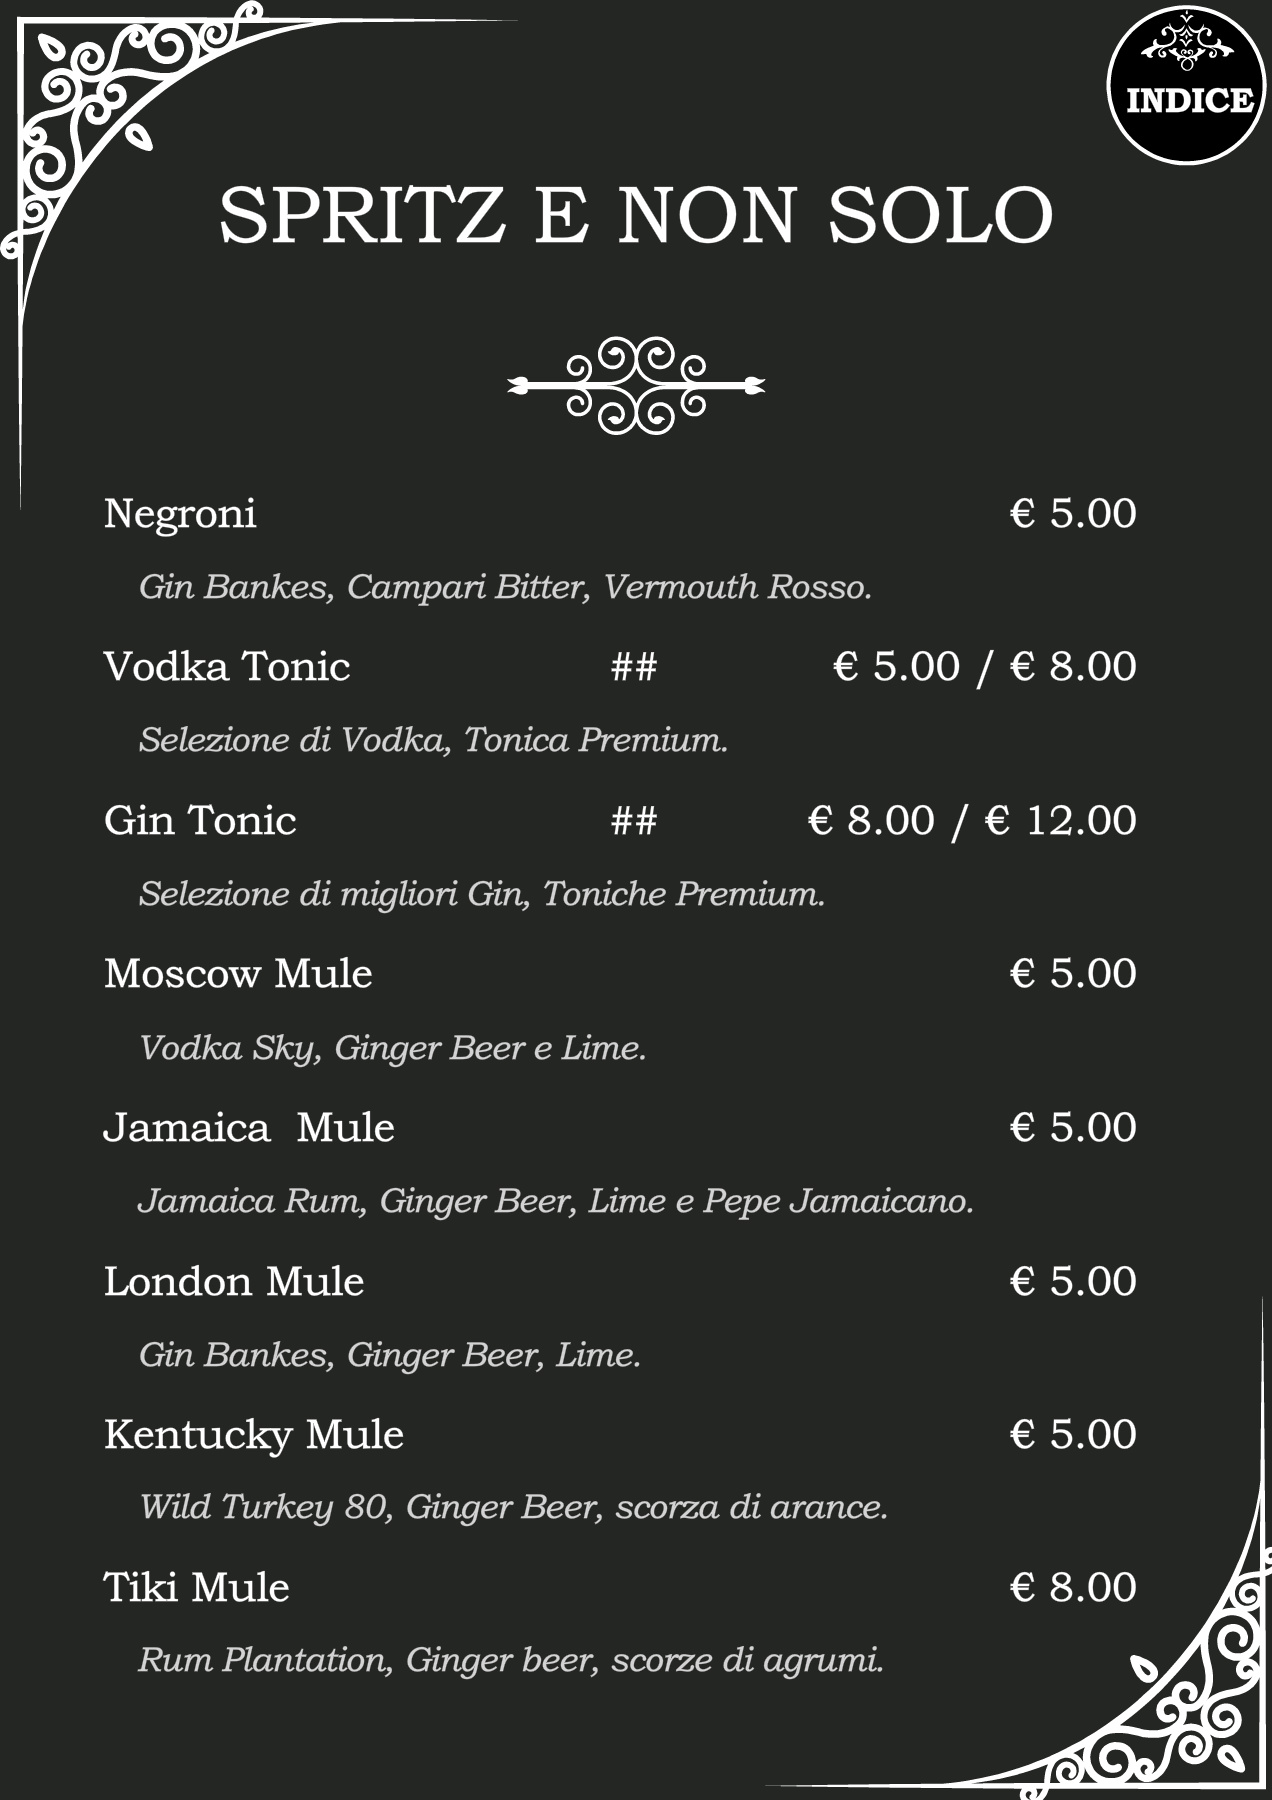 INDICE
SPRITZ E NON SOLO
Negroni € 5.00
Gin Bankes, Campari Bitter, Vermouth Rosso.
Vodka Tonic ## € 5.00 / € 8.00
Selezione di Vodka, Tonica Premium.
Gin Tonic ## € 8.00 / € 12.00
Selezione di migliori Gin, Toniche Premium.
Moscow Mule € 5.00
Vodka Sky, Ginger Beer e Lime.
Jamaica  Mule € 5.00
Jamaica Rum, Ginger Beer, Lime e Pepe Jamaicano.
London Mule € 5.00
Gin Bankes, Ginger Beer, Lime.
Kentucky Mule € 5.00
Wild Turkey 80, Ginger Beer, scorza di arance.
Tiki Mule € 8.00
Rum Plantation, Ginger beer, scorze di agrumi.